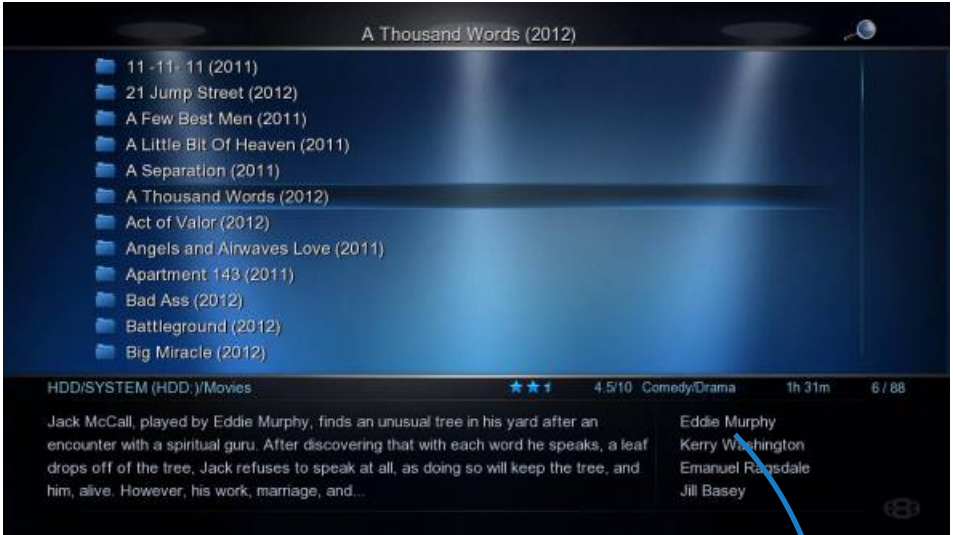 A Thousand Words (2012)
11 -11- 11 (2011)
21 Jump Street (2012)
A Few Best Men (2011)
A Little Bit Of Heaven (2011)
A Separation (2011)
A Thousand Words (2012)
Act of Valor (2012)
Angels and Airwaves Love (2011)
Apartment 143 (2011)
Bad Ass (2012)
Battleground (2012)
Big Miracle (2012)
HDD/SYSTEM (HDD:)/Movies 4.5/10 Comedy/Drama 1h 31m 6 / 88
Jack McCall, played by Eddie Murphy, finds an unusual tree in his yard after an
encounter with a spiritual guru. After discovering that with each word he speaks, a leaf
drops off of the tree, Jack refuses to speak at all, as doing so will keep the tree, and
him, alive. However, his work, marriage, and...
Eddie Murphy
Kerry Washington
Emanuel Ragsdale
Jill Basey